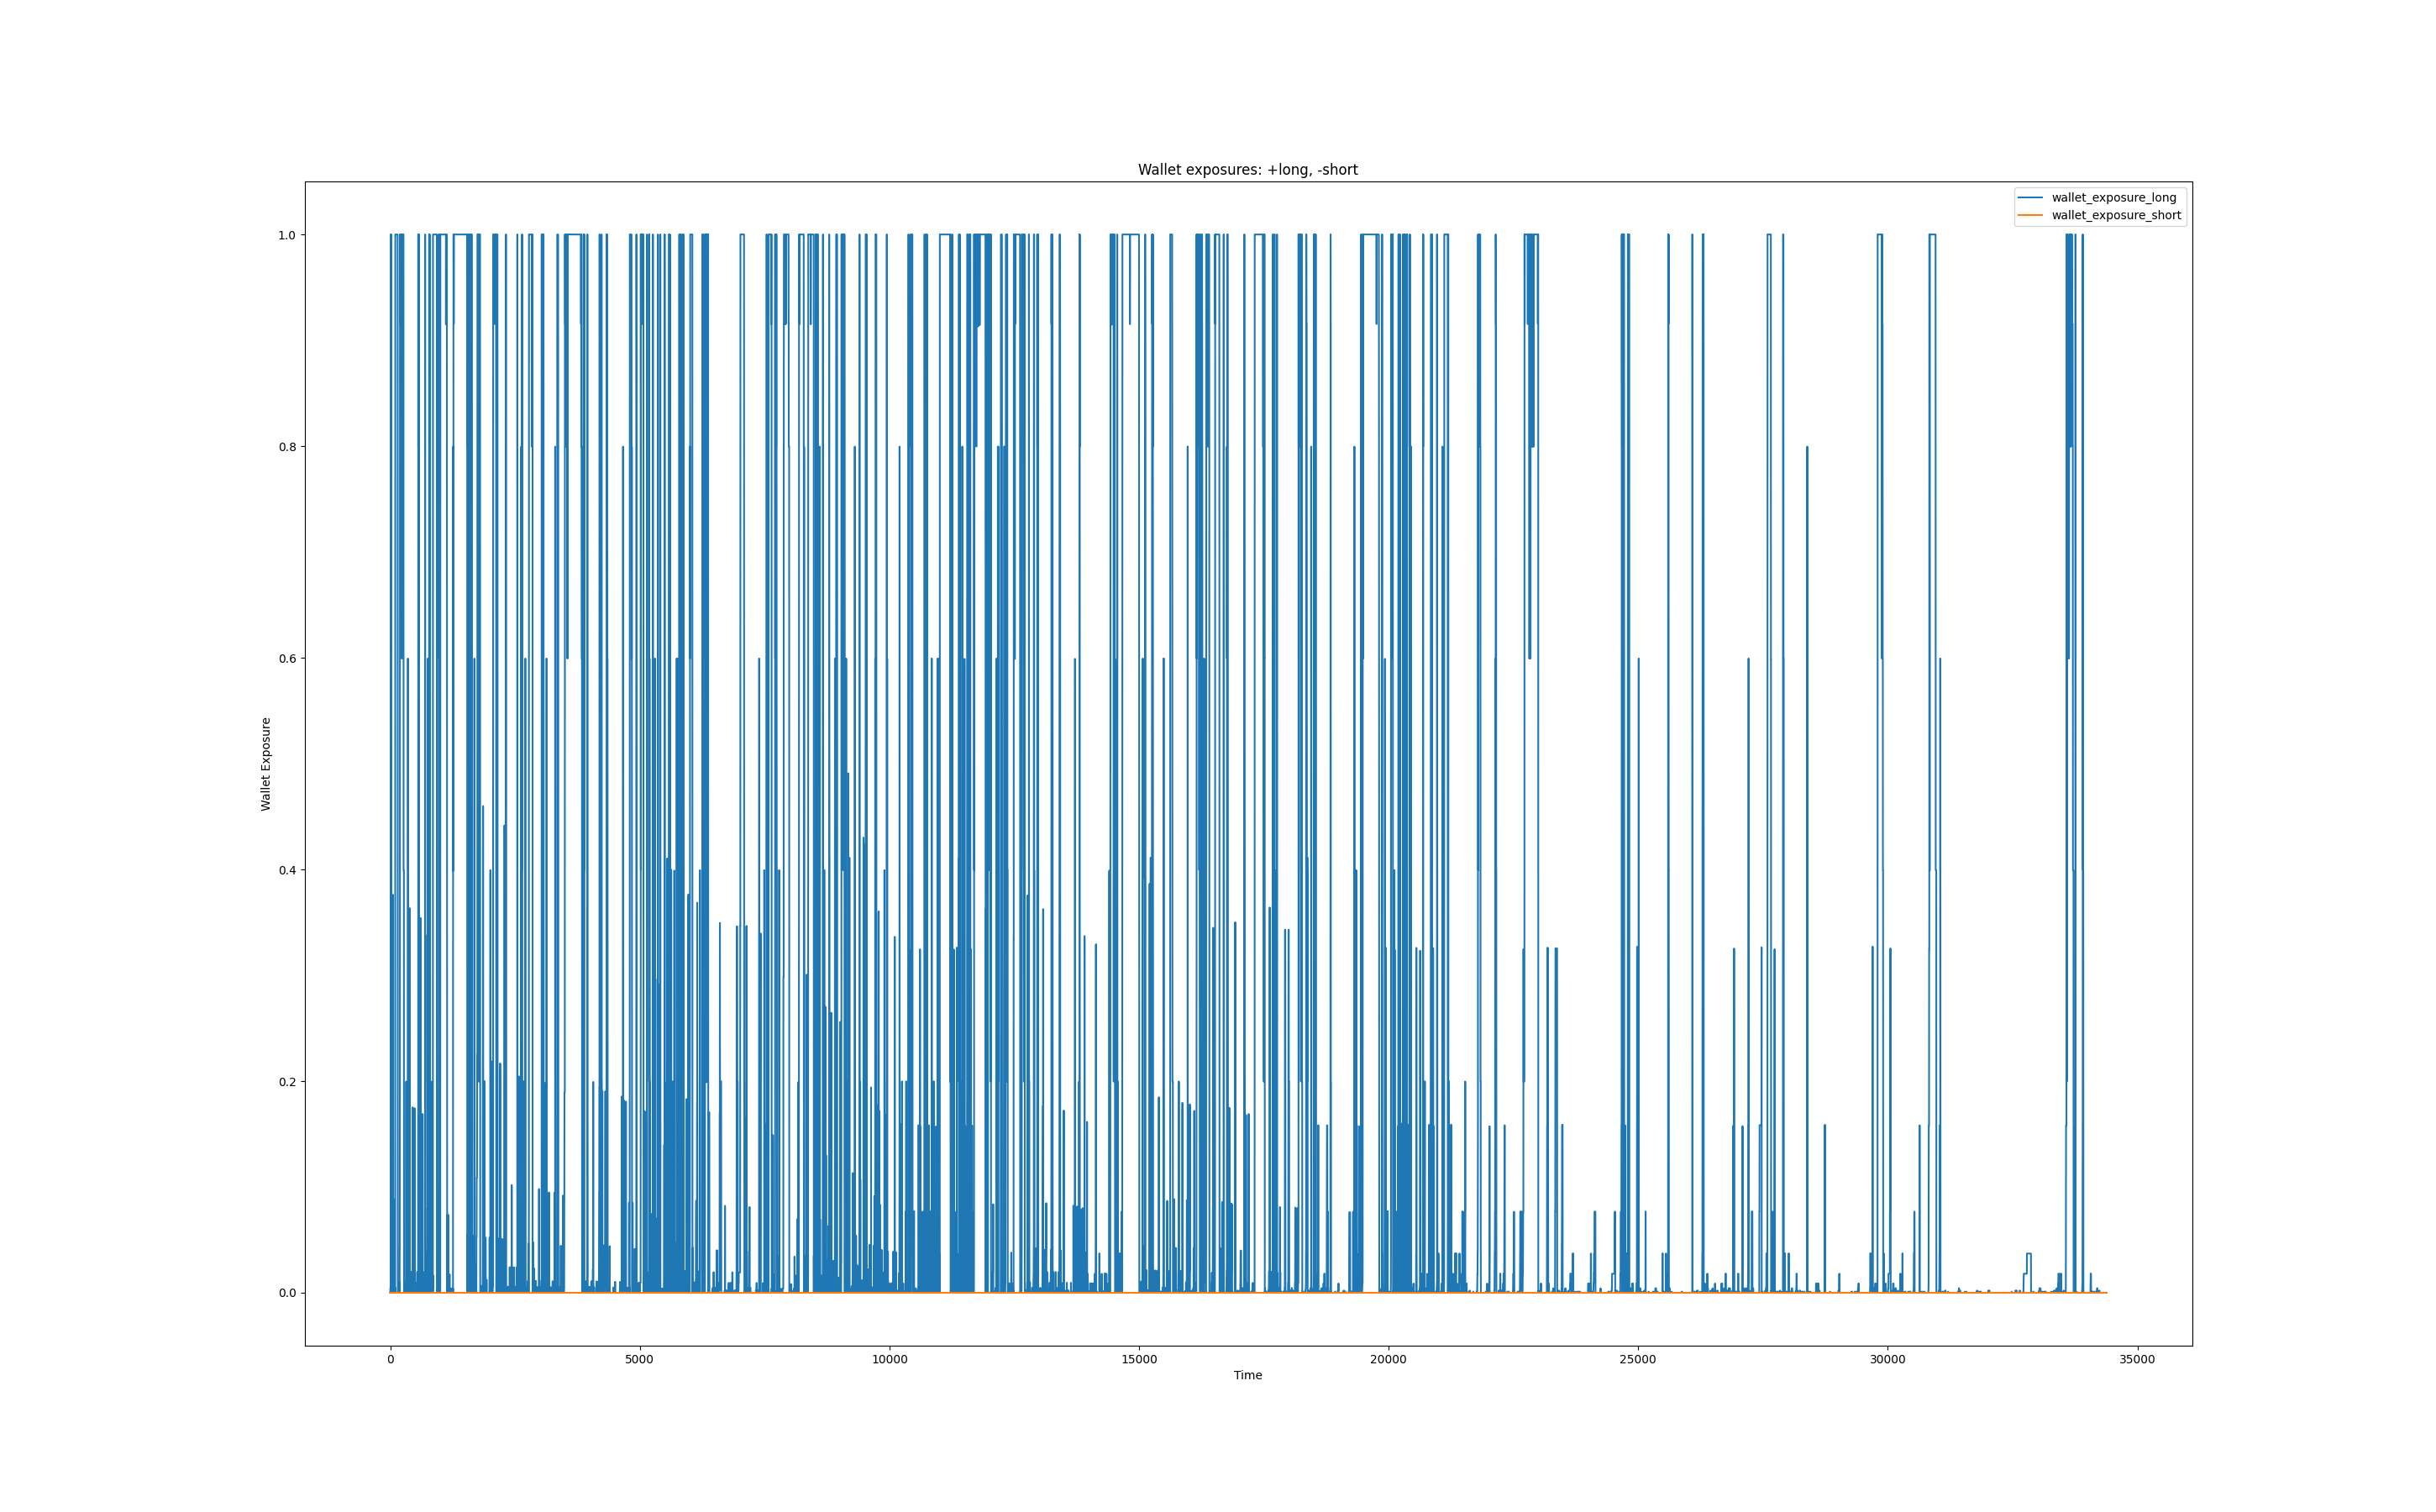 Wallet exposures: +long, -short
wallet_exposure_long
wallet_exposure_short
1.0
0.8
0.6
0.4
0.2
0.0
Wallet Exposure
0 5000 10000 15000 20000 25000 30000 35000
Time